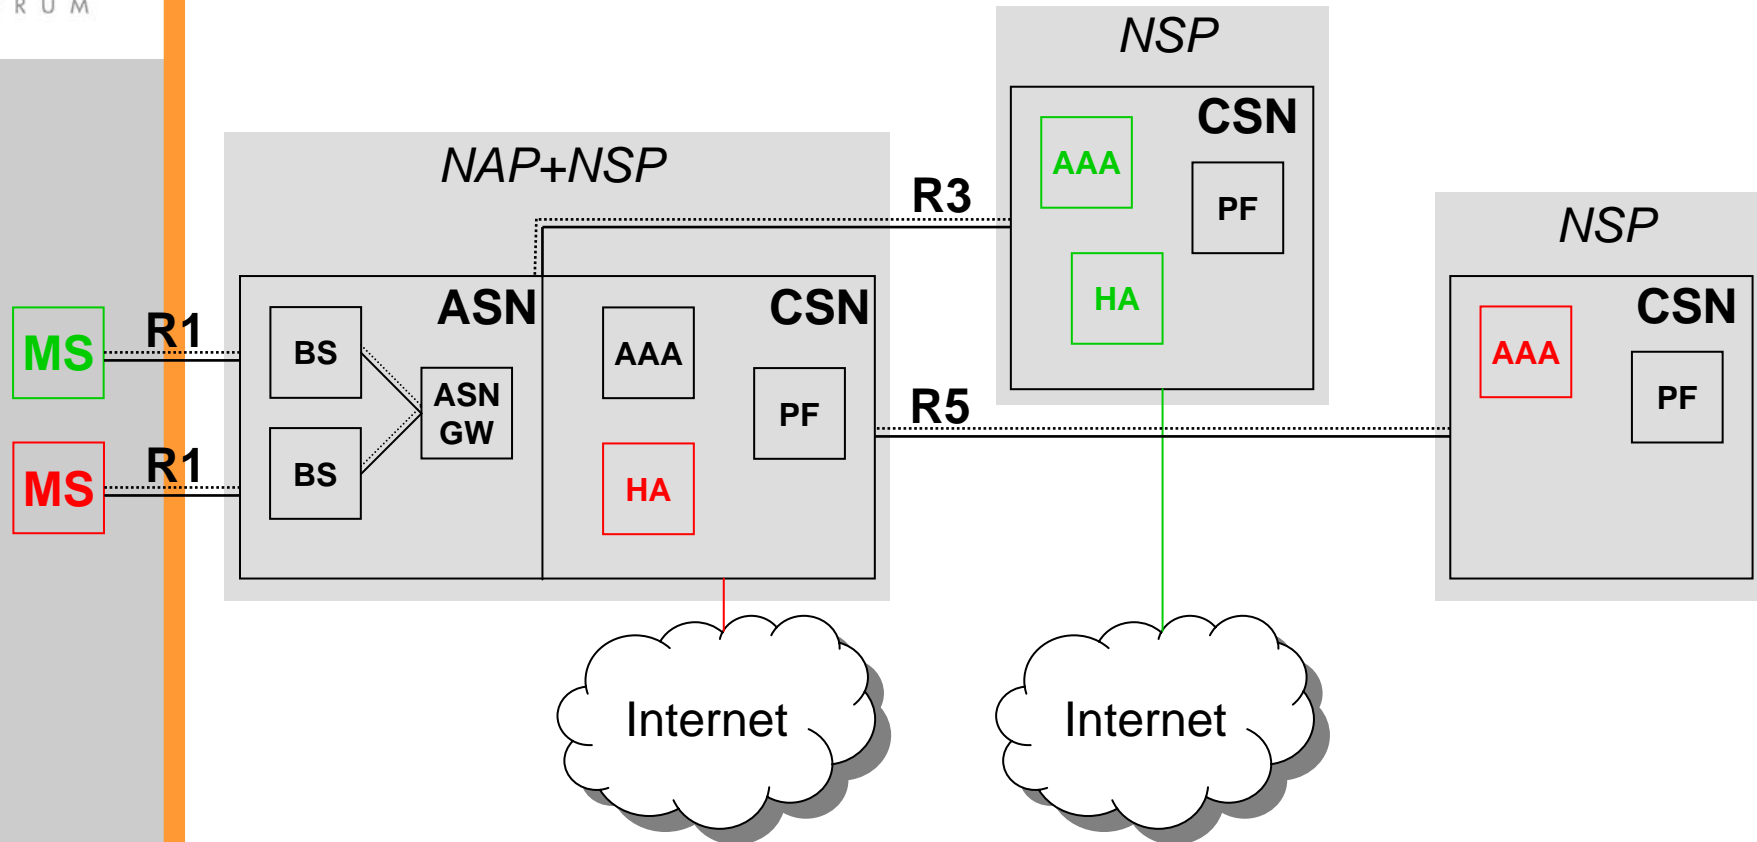 RUM
NSP
CSN
AAA
PF
HA
NAP+NSP
R3
NSP
CSN
AAA
PF
MS
R1
MS
R1
ASN
BS
ASN
GW
BS
CSN
AAA
PF
HA
R5
Internet
Internet